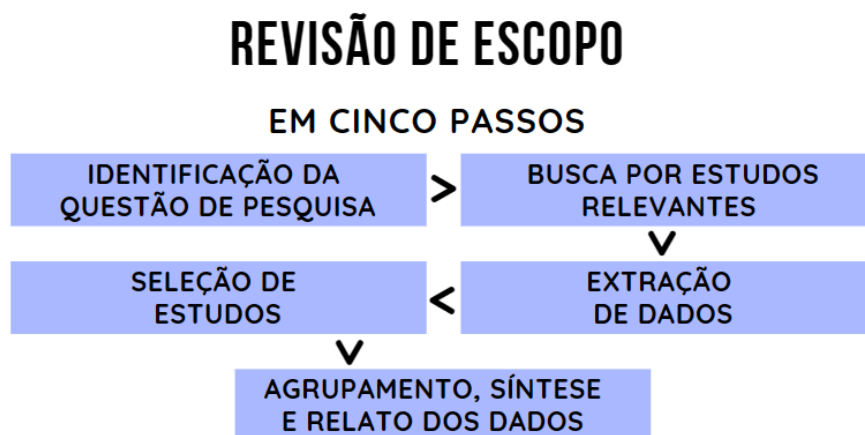 REVISÃO DE ESCOPO
EM CINCO PASSOS
IDENTIFICAÇÃO DA
QUESTÃO DE PESQUISA
>
BUSCA POR ESTUDOS
RELEVANTES
SELEÇÃO DE
ESTUDOS
<
EXTRAÇÃO
DE DADOS
AGRUPAMENTO, SÍNTESE
E RELATO DOS DADOS